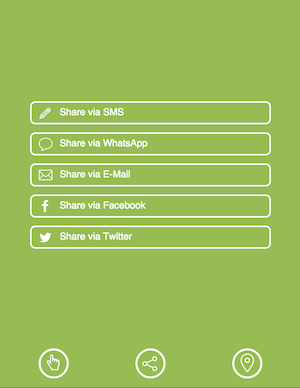 Share via SMS
Share via WhatsApp
Share via E-Mail
Share via Facebook
Share via Twitter